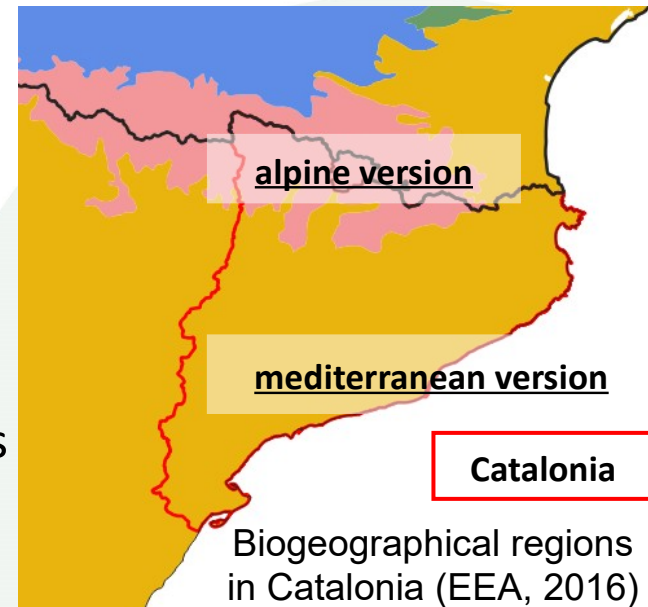 alpine version
mediterranean version
s
Catalonia
Biogeographical regions
in Catalonia (EEA, 2016)